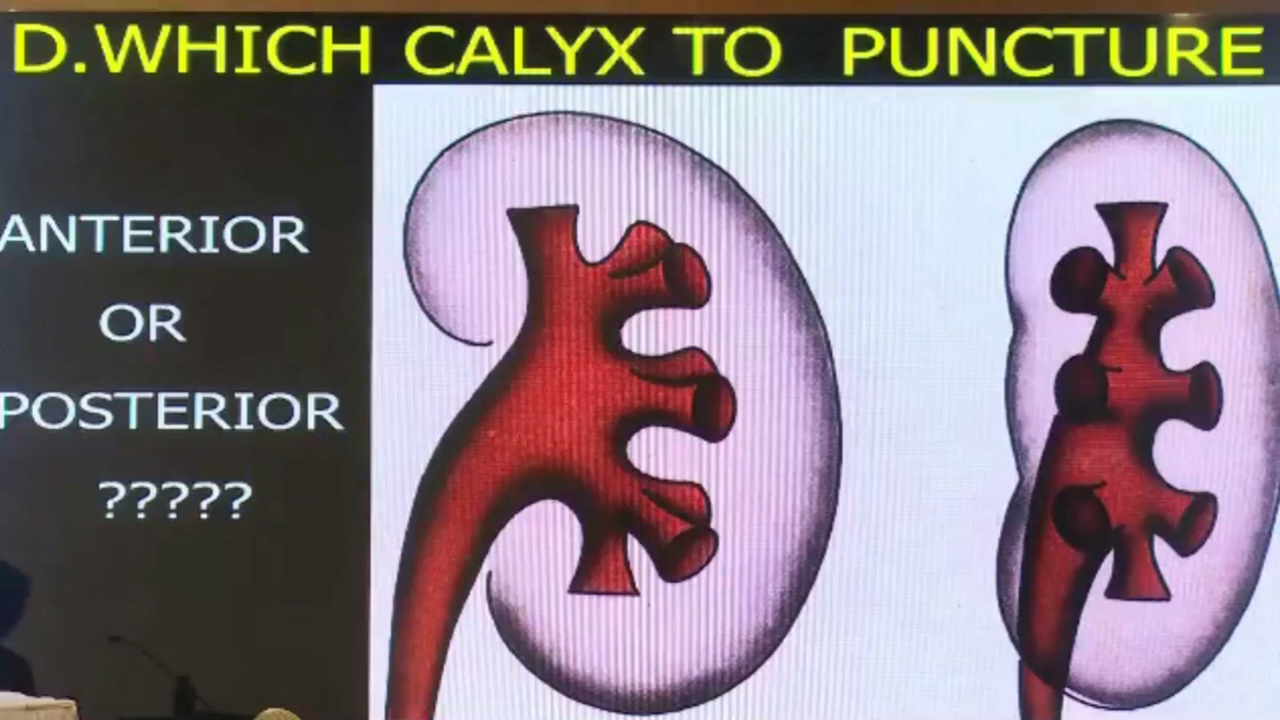 D.WHICH CALYX TO PUNCTURE
ANTERIOR
OR
POSTERIOR
?????